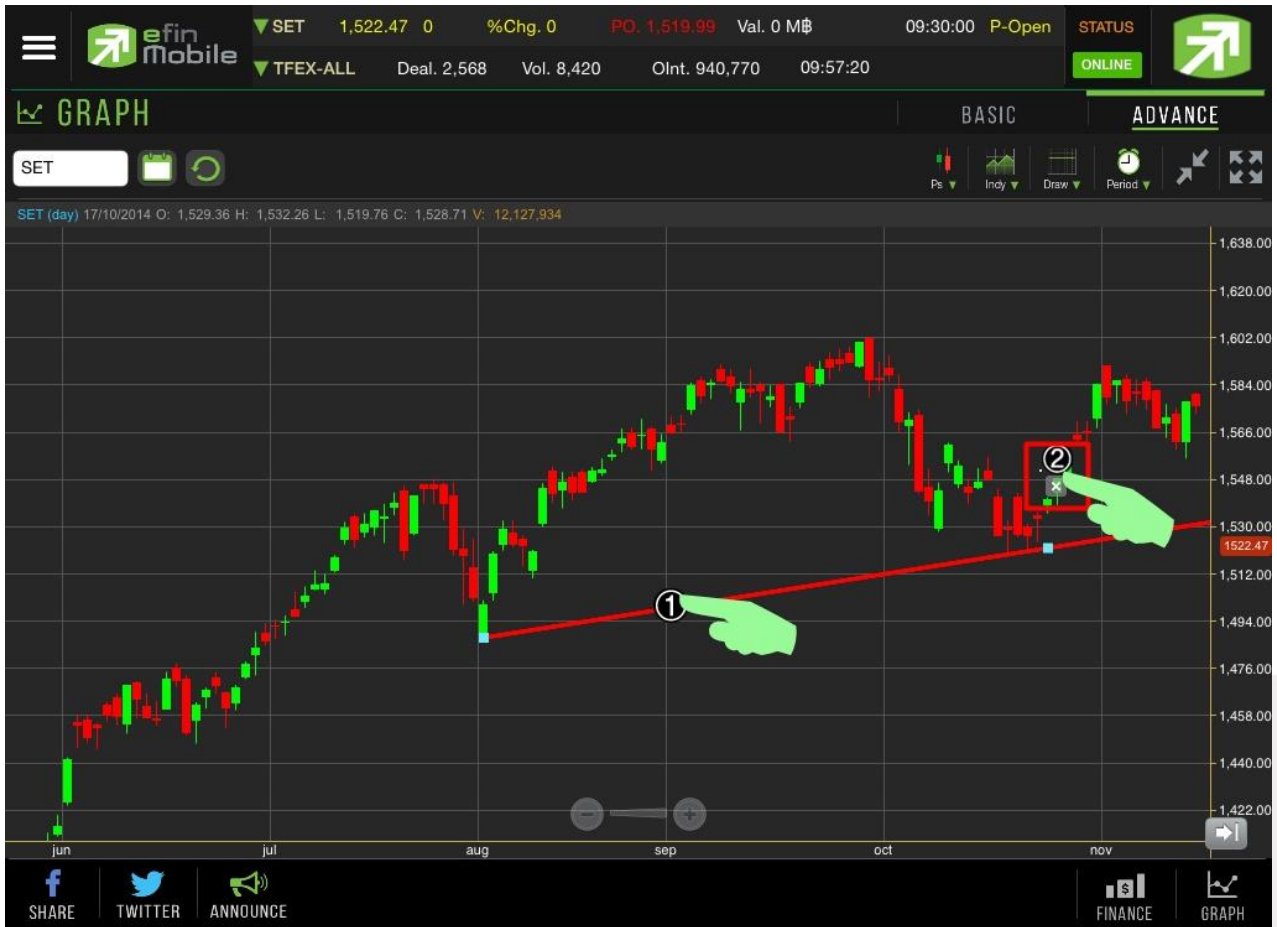 efin Mobile
▼ SET 1,522.47 0 %Chg. 0 PO. 1,519.99 Val. 0 M฿ 09:30:00 P-Open STATUS
▼ TFEX-ALL Deal. 2,568 Vol. 8,420 OInt. 940,770 09:57:20 ONLINE
GRAPH BASIC ADVANCE
SET Ps ▼ Indy ▼ Draw ▼ Period ▼
SET (day) 17/10/2014 O: 1,529.36 H: 1,532.26 L: 1,519.76 C: 1,528.71 V: 12,127,934
1,638.00
1,620.00
1,602.00
1,584.00
1,566.00
②
1,548.00
1,530.00
1522.47
1,512.00
①
1,494.00
1,476.00
1,458.00
1,440.00
1,422.00
jun jul aug sep oct nov
SHARE TWITTER ANNOUNCE FINANCE GRAPH